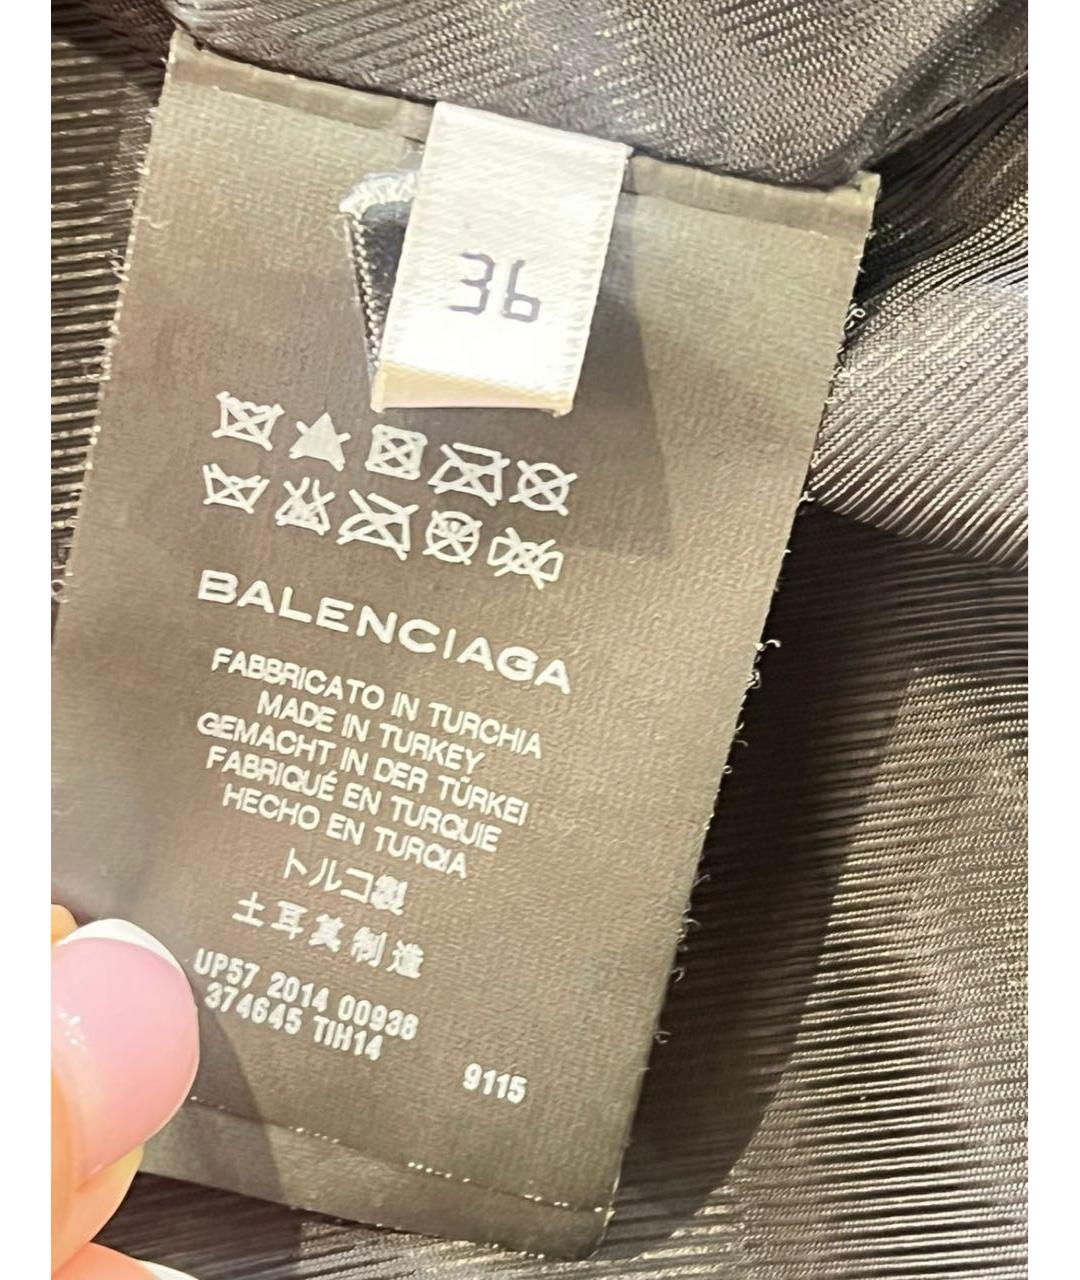 36
BALENCIAGA
FABBRICATO IN TURCHIA
MADE IN TURKEY
GEMACHT IN DER TÜRKEI
FABRIQUÉ EN TURQUIE
HECHO EN TURQIA
トルコ製
土耳其制造
UP57 2014 00938
374645 TIH14
9115